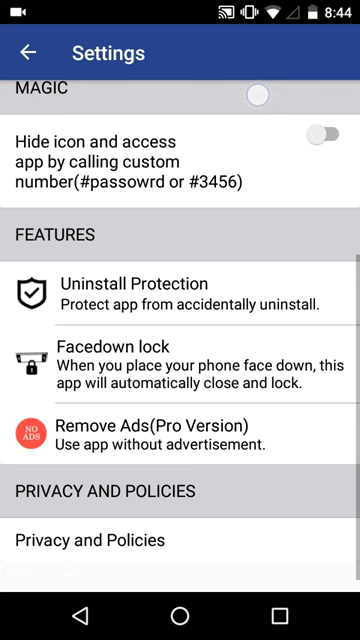 8:44
Settings
MAGIC
Hide icon and access
app by calling custom
number(#passowrd or #3456)
FEATURES
Uninstall Protection
Protect app from accidentally uninstall.
Facedown lock
When you place your phone face down, this
app will automatically close and lock.
NO
ADS
Remove Ads(Pro Version)
Use app without advertisement.
PRIVACY AND POLICIES
Privacy and Policies